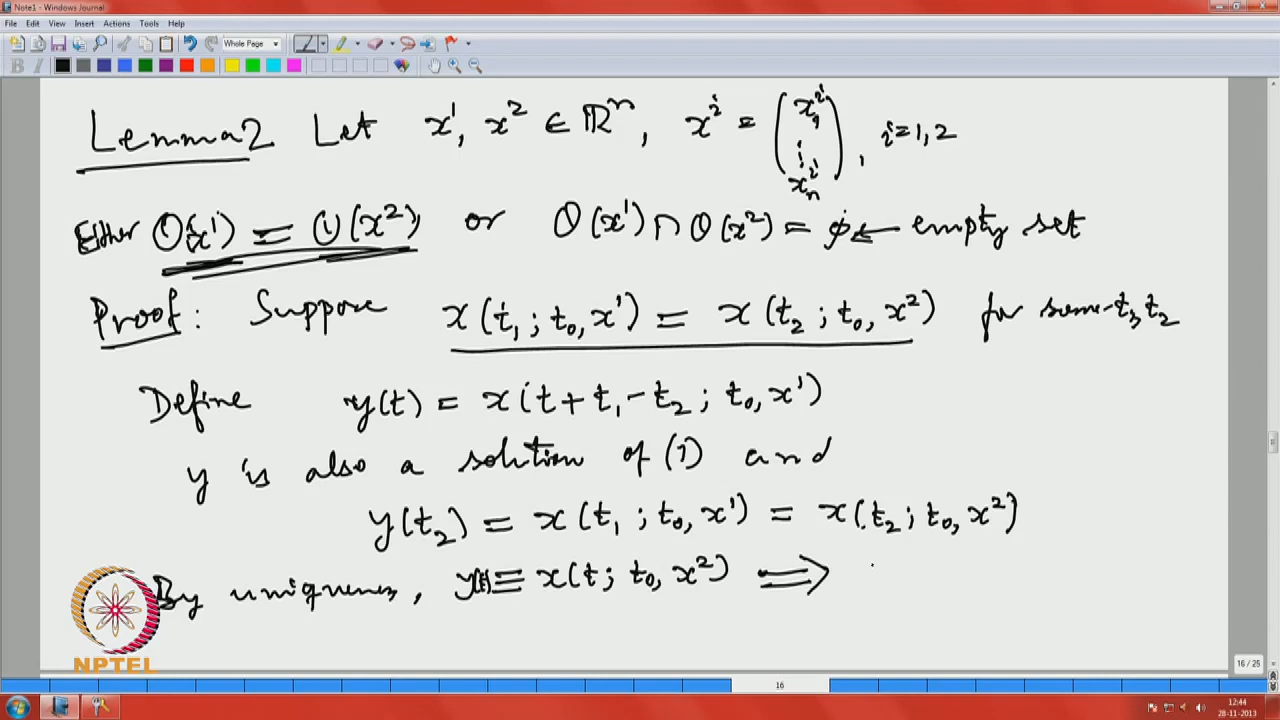 Note1 - Windows Journal
File Edit View Insert Actions Tools Help
Whole Page
Lemma2 Let x¹, x² ∈ ℝⁿ, xⁱ = (x₁ⁱ ⋮ xₙⁱ), i=1,2
Either O(x¹) = O(x²) or O(x¹) ∩ O(x²) = ϕ ← empty set
Proof: Suppose x(t₁; t₀, x¹) = x(t₂; t₀, x²) for some t₁, t₂
Define y(t) = x(t + t₁ - t₂; t₀, x¹)
y is also a solution of (1) and
y(t₂) = x(t₁; t₀, x¹) = x(t₂; t₀, x²)
By uniqueness, y(t) ≡ x(t; t₀, x²) ⟹
NPTEL
16 / 25
16
12:44
28-11-2013